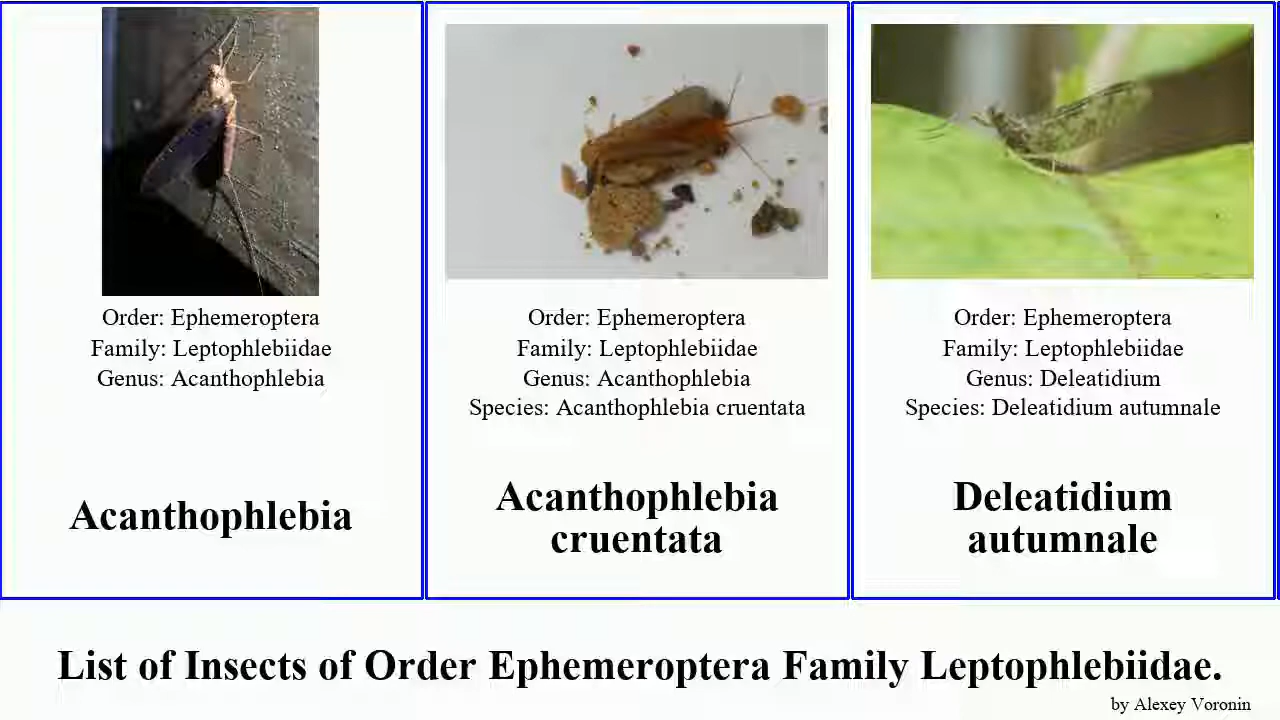 Order: Ephemeroptera
Family: Leptophlebiidae
Genus: Acanthophlebia
Acanthophlebia
Order: Ephemeroptera
Family: Leptophlebiidae
Genus: Acanthophlebia
Species: Acanthophlebia cruentata
Acanthophlebia
cruentata
Order: Ephemeroptera
Family: Leptophlebiidae
Genus: Deleatidium
Species: Deleatidium autumnale
Deleatidium
autumnale
List of Insects of Order Ephemeroptera Family Leptophlebiidae.
by Alexey Voronin